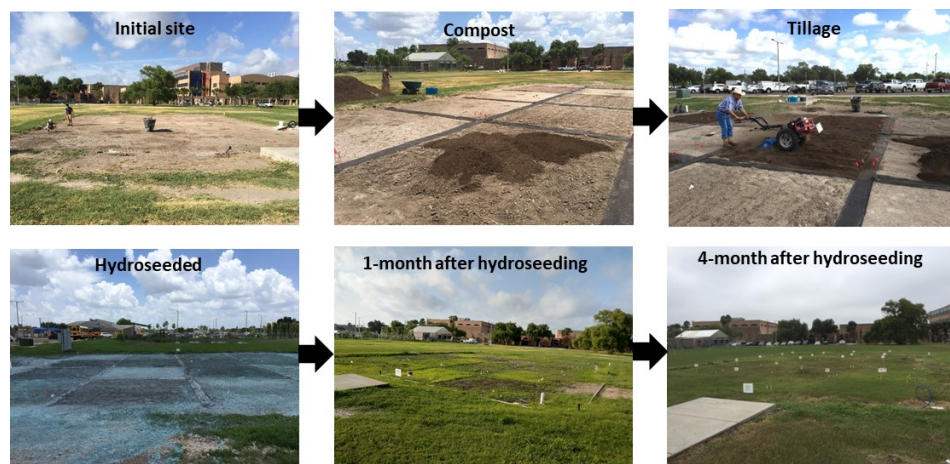 Initial site
Compost
Tillage
Hydroseeded
1-month after hydroseeding
4-month after hydroseeding